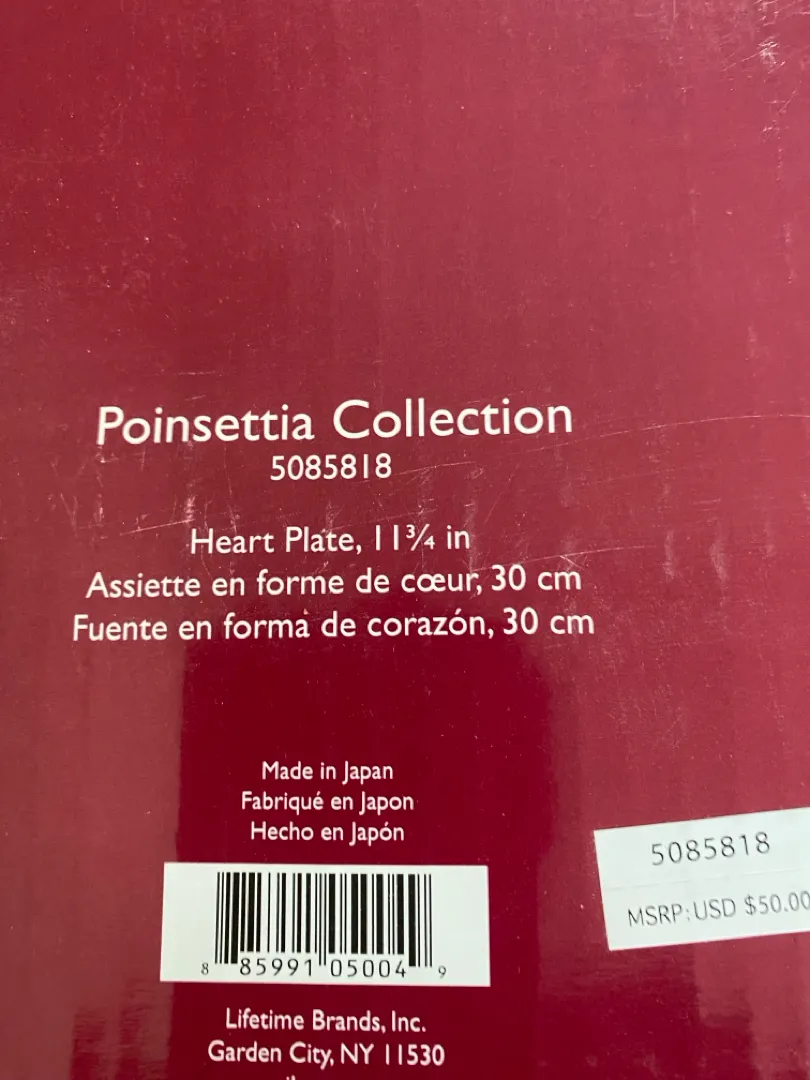 Poinsettia Collection
5085818
Heart Plate, 11¾ in
Assiette en forme de cœur, 30 cm
Fuente en forma de corazón, 30 cm
Made in Japan
Fabriqué en Japon
Hecho en Japón
8 85991 05004 9
5085818
MSRP: USD $50.00
Lifetime Brands, Inc.
Garden City, NY 11530